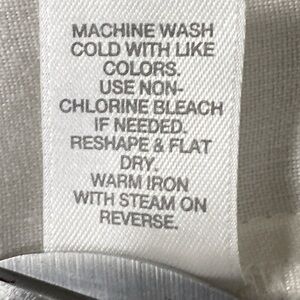 MACHINE WASH
COLD WITH LIKE
COLORS.
USE NON-
CHLORINE BLEACH
IF NEEDED.
RESHAPE & FLAT
DRY.
WARM IRON
WITH STEAM ON
REVERSE.